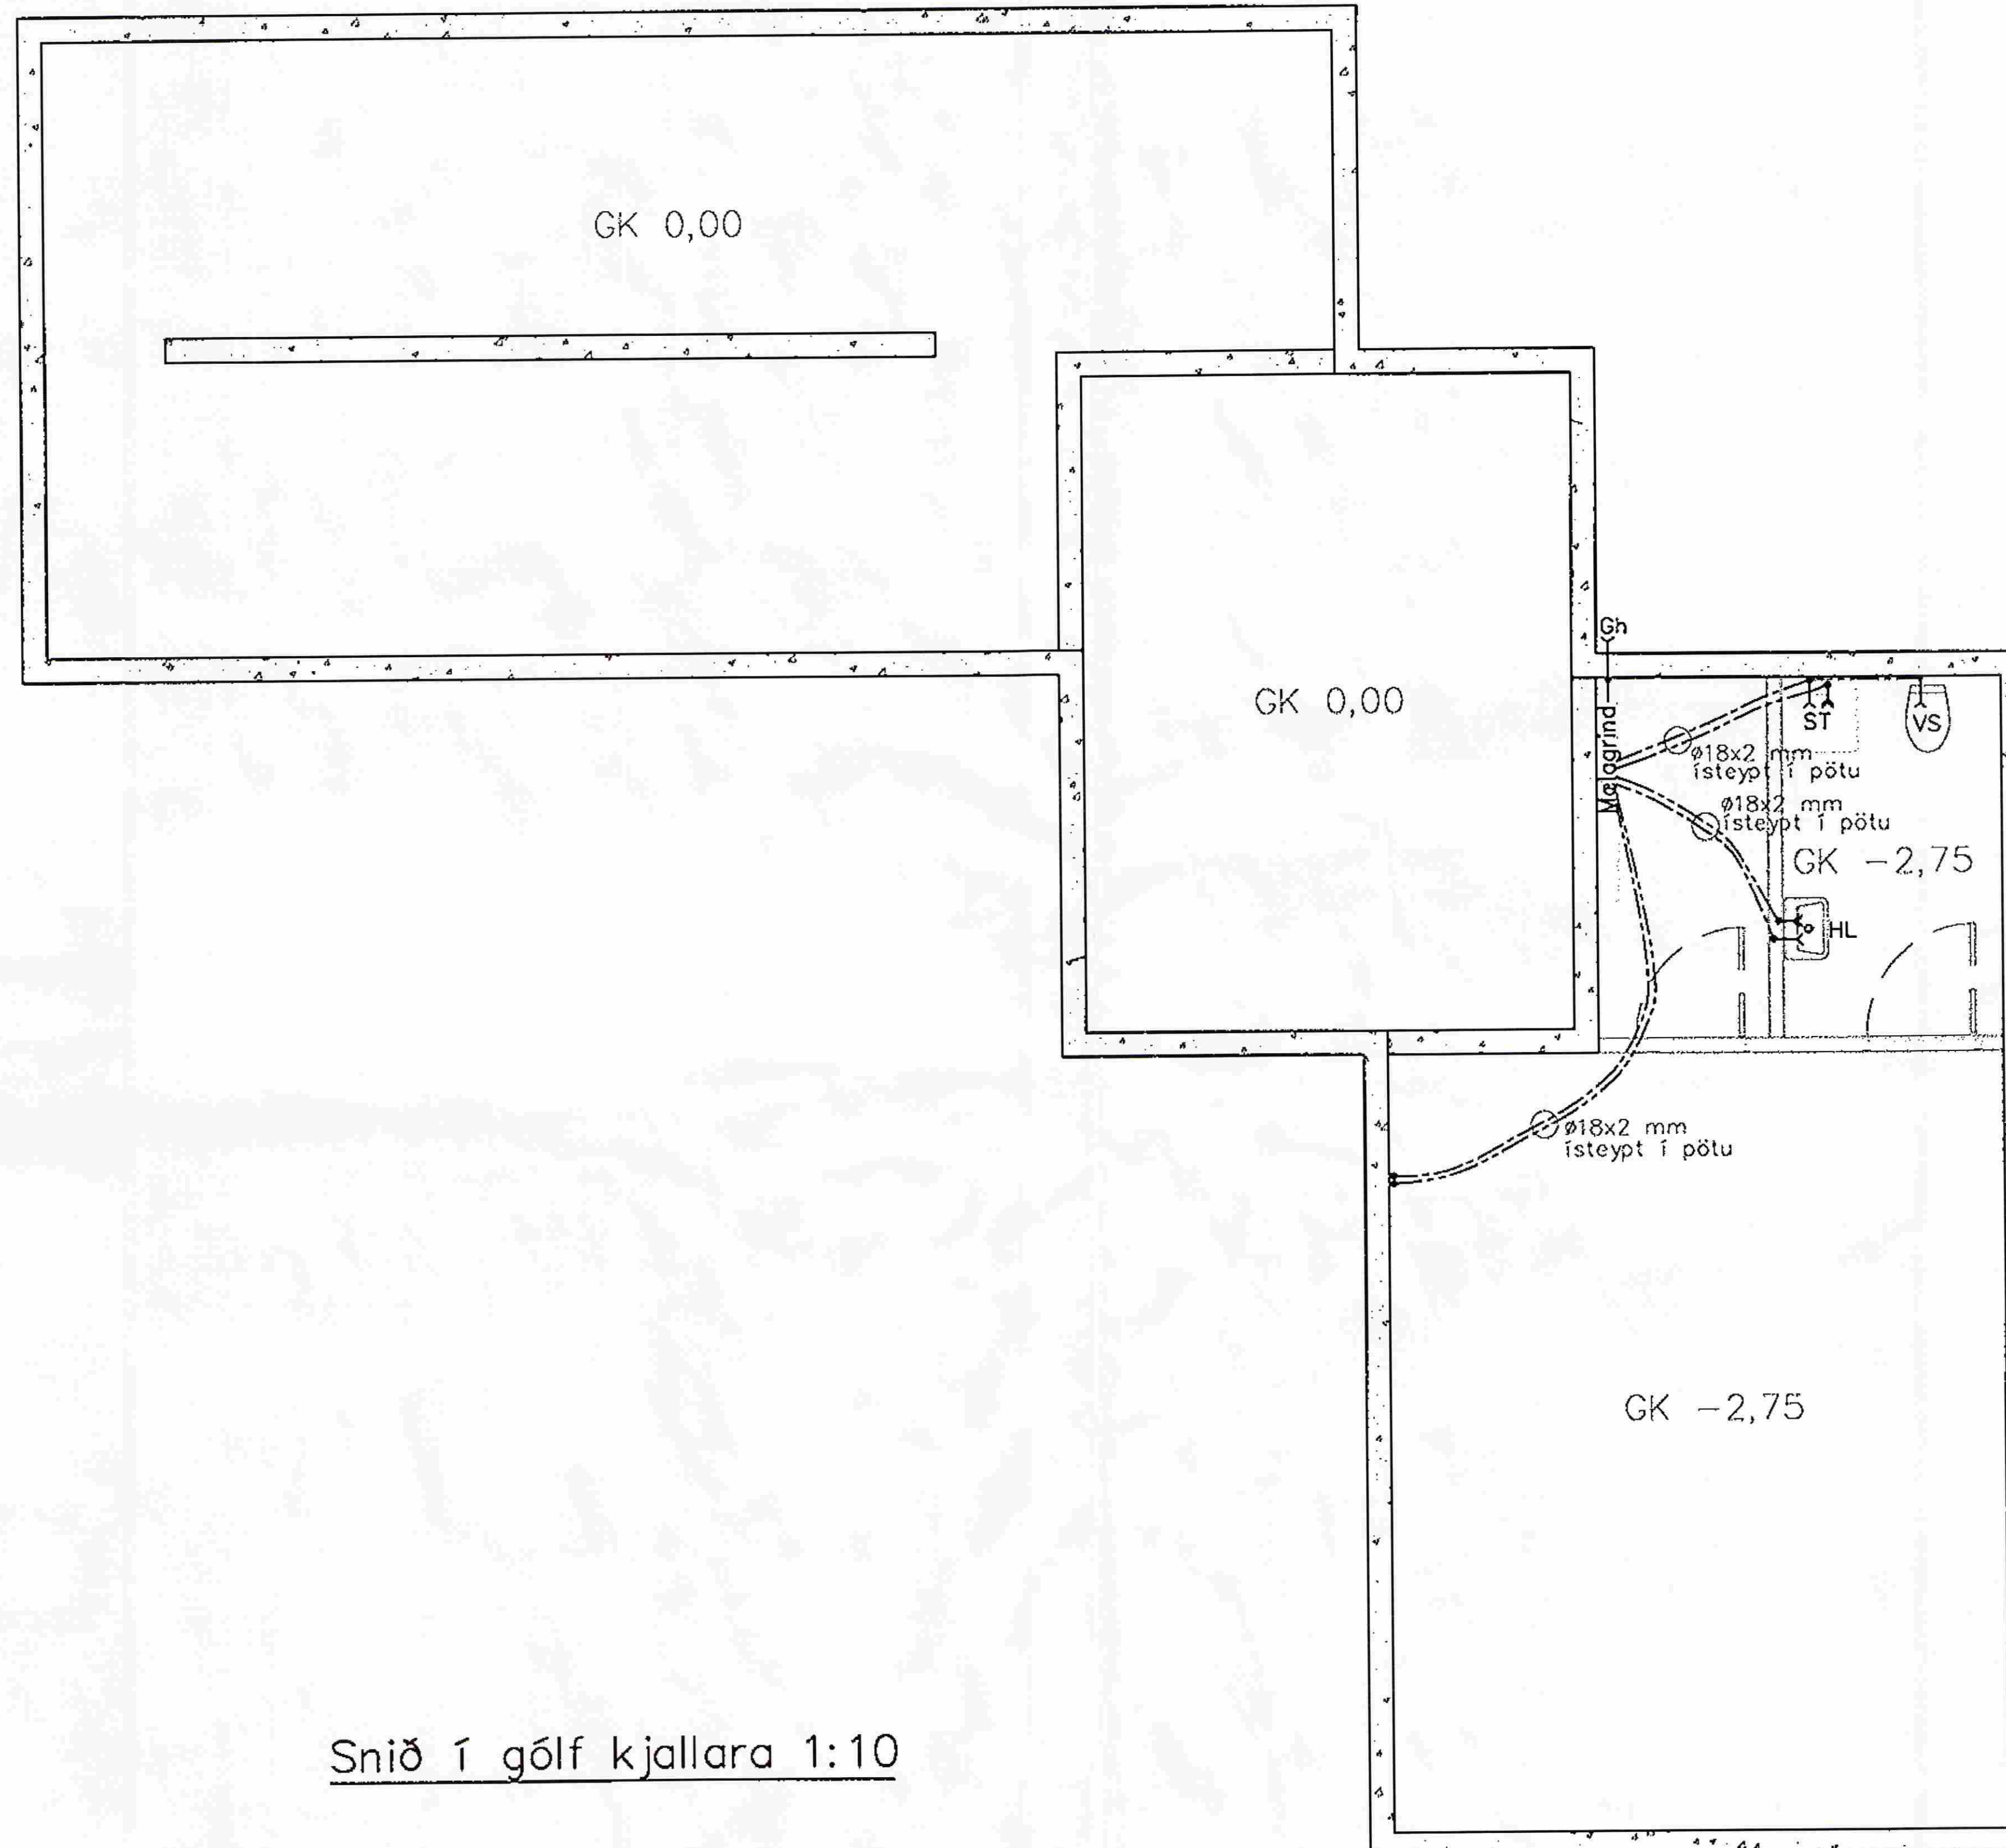 GK 0,00
GK 0,00
Gh
Mælagrind
ST
VS
ø18x2 mm
ísteypt í pötu
ø18x2 mm
ísteypt í pötu
GK -2,75
HL
ø18x2 mm
ísteypt í pötu
GK -2,75
Snið í gólf kjallara 1:10